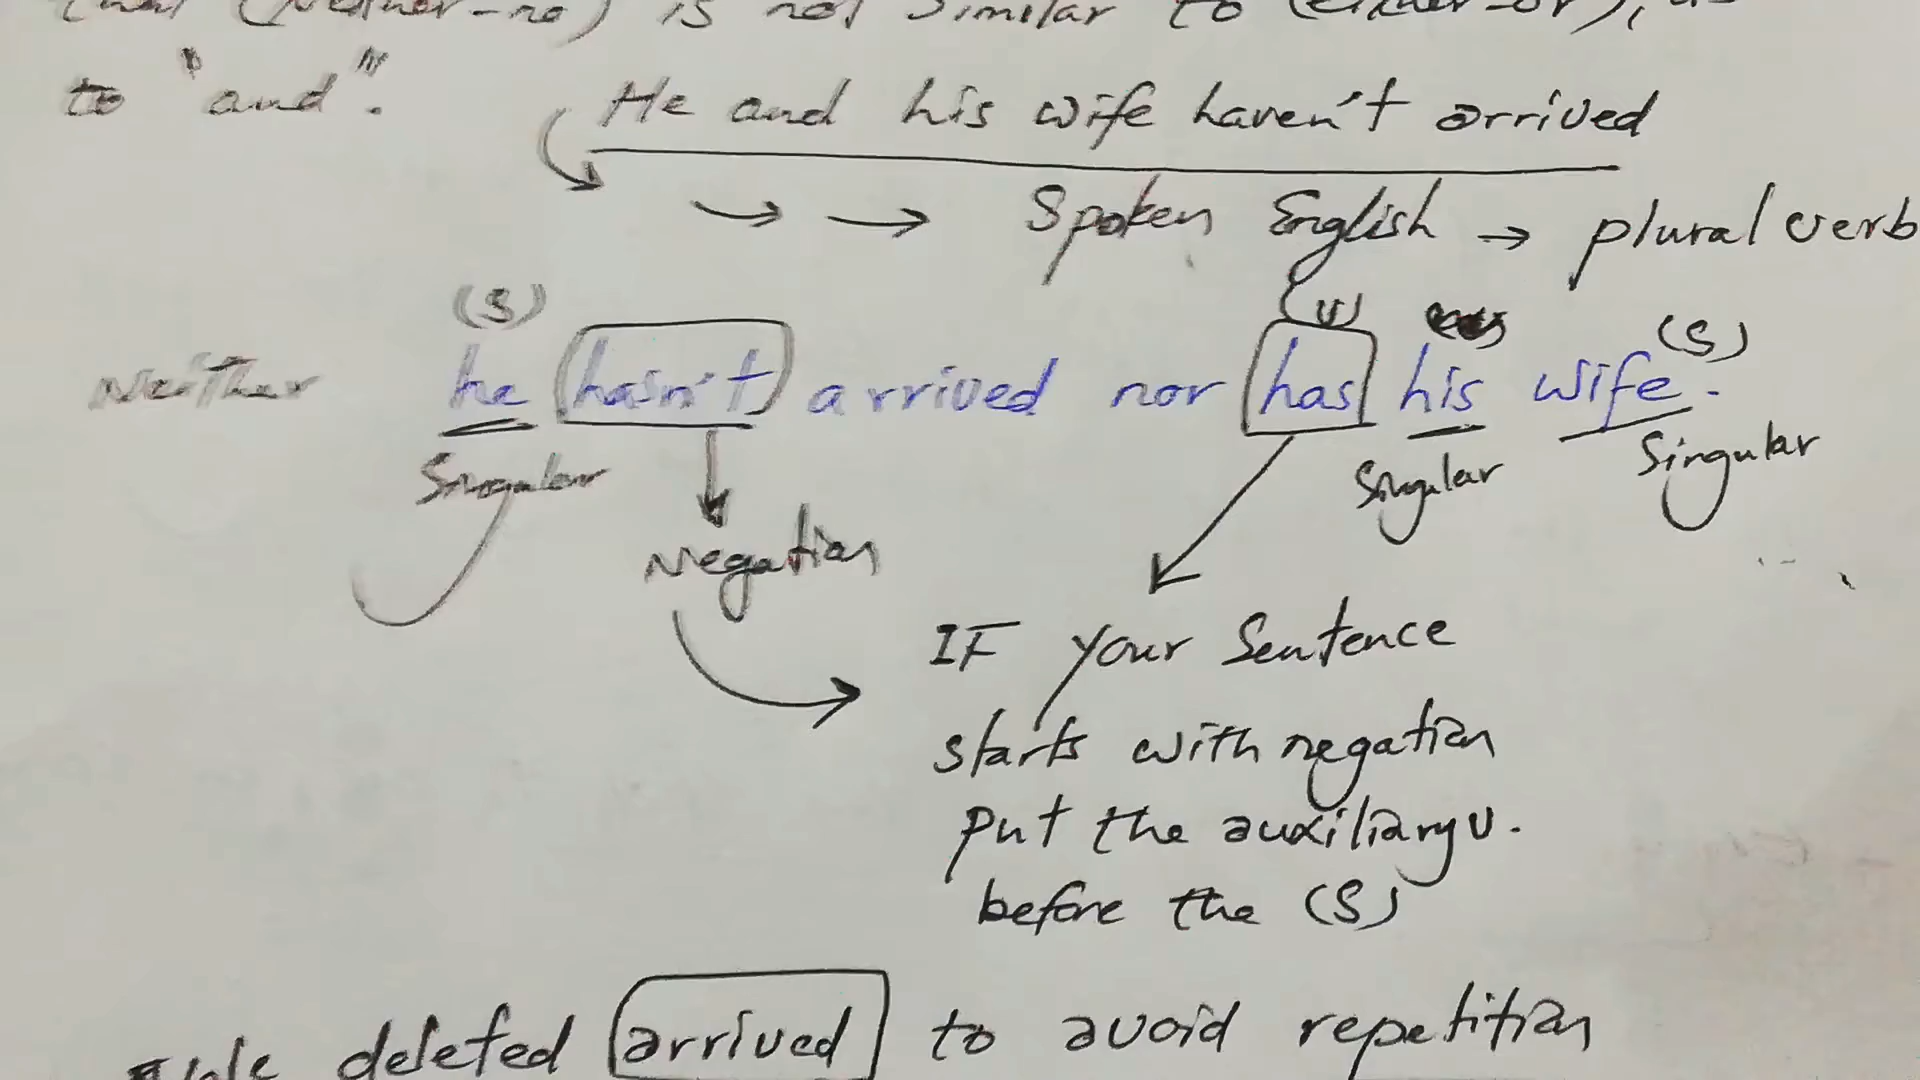 is not similar to (either-or),
to "and". He and his wife haven't arrived
Spoken English → plural verb
(S) (v) (S)
Neither he hasn't arrived nor has his wife.
Singular Singular Singular
Negation
IF your Sentence
starts with negation
put the auxiliary v.
before the (S)
deleted arrived to avoid repetition